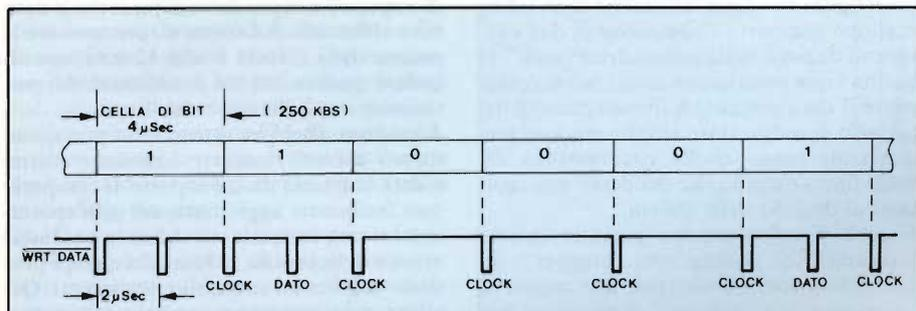 CELLA DI BIT (250 KBS)
4 µSec
1 1 0 0 0 1
WRT DATA
CLOCK DATO CLOCK CLOCK CLOCK CLOCK DATO CLOCK
2 µSec